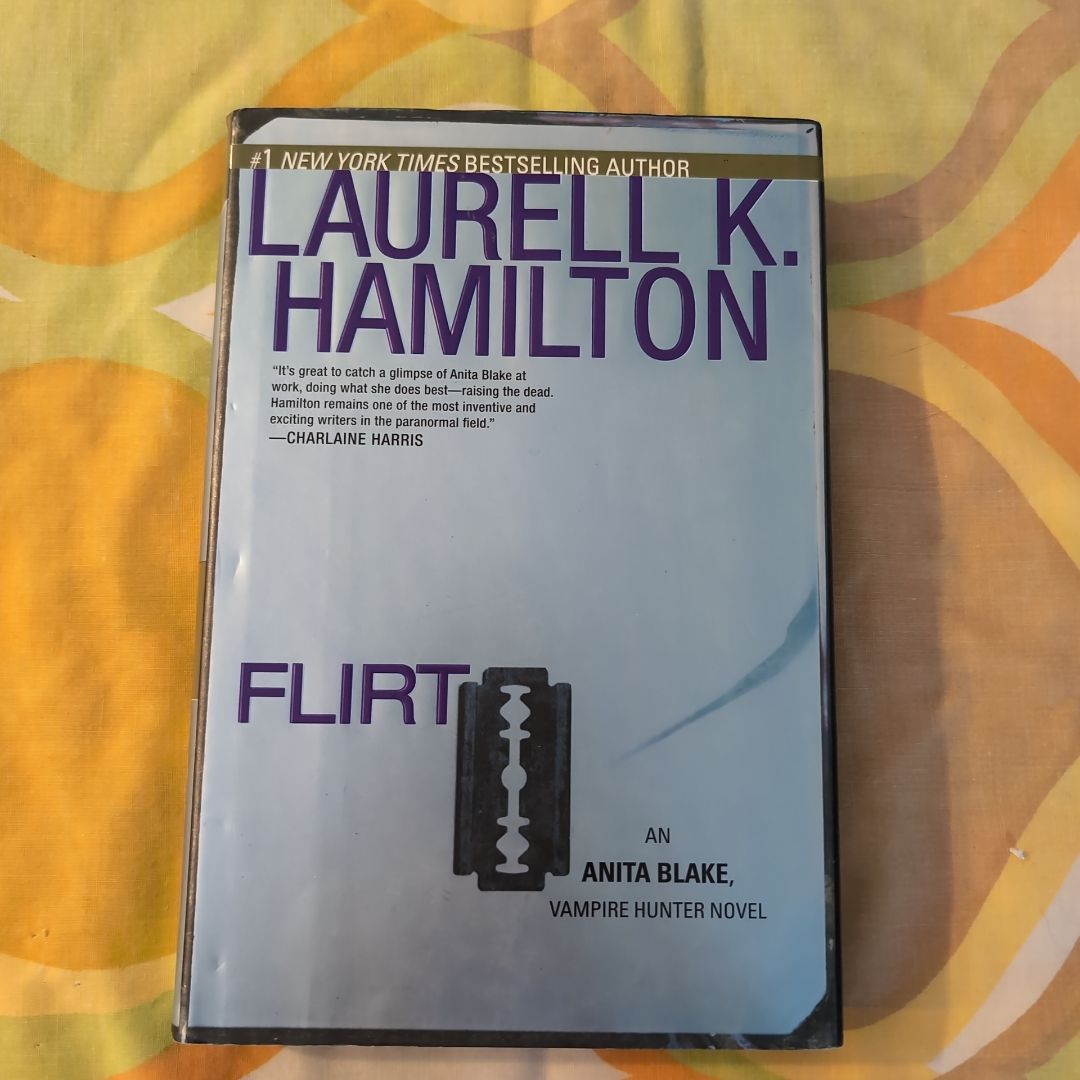 #1 NEW YORK TIMES BESTSELLING AUTHOR
LAURELL K.
HAMILTON
“It’s great to catch a glimpse of Anita Blake at
work, doing what she does best—raising the dead.
Hamilton remains one of the most inventive and
exciting writers in the paranormal field.”
—CHARLAINE HARRIS
FLIRT
AN
ANITA BLAKE,
VAMPIRE HUNTER NOVEL